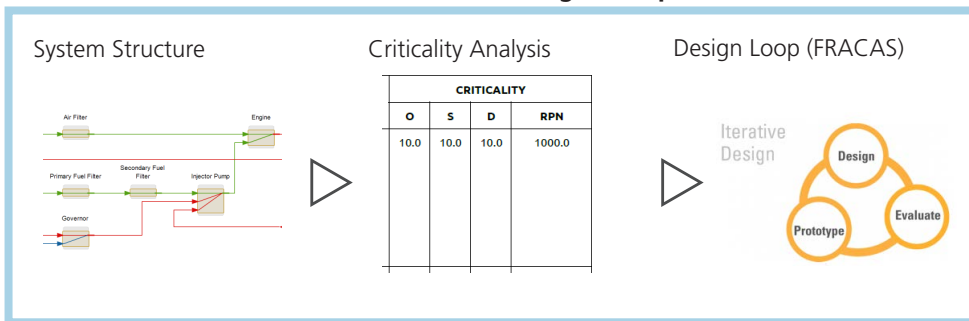 System Structure
Criticality Analysis
Design Loop (FRACAS)
Air Filter
Engine
Primary Fuel Filter
Secondary Fuel
Filter
Injector Pump
Governor
CRITICALITY
O S D RPN
10.0 10.0 10.0 1000.0
Iterative
Design
Design
Evaluate
Prototype